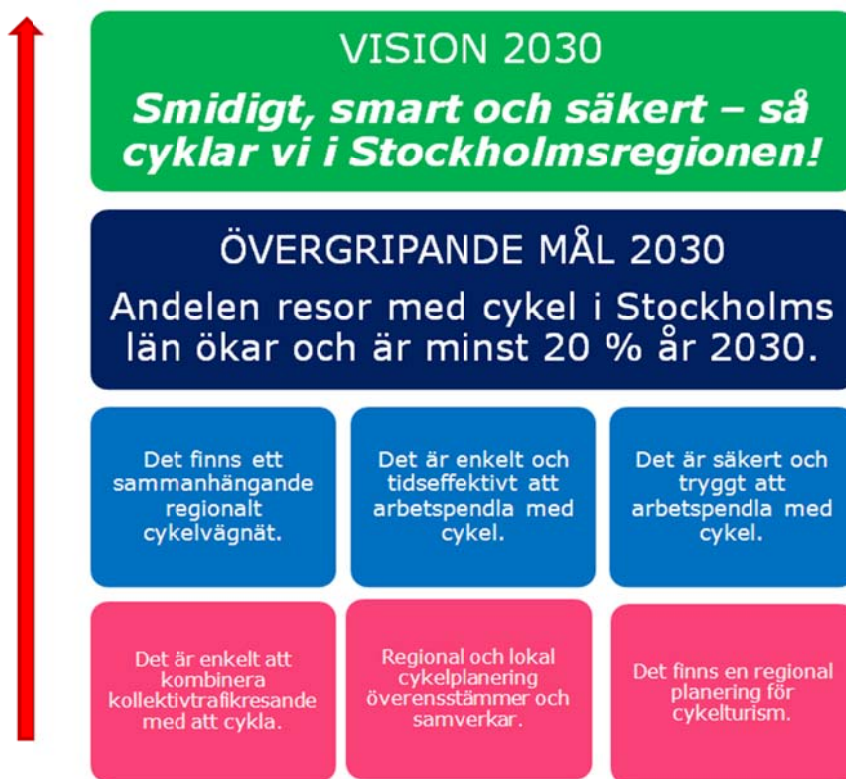 VISION 2030
Smidigt, smart och säkert – så
cyklar vi i Stockholmsregionen!
ÖVERGRIPANDE MÅL 2030
Andelen resor med cykel i Stockholms
län ökar och är minst 20 % år 2030.
Det finns ett
sammanhängande
regionalt
cykelvägnät.
Det är enkelt och
tidseffektivt att
arbetspendla med
cykel.
Det är säkert och
tryggt att
arbetspendla med
cykel.
Det är enkelt att
kombinera
kollektivtrafikresande
med att cykla.
Regional och lokal
cykelplanering
överensstämmer och
samverkar.
Det finns en regional
planering för
cykelturism.